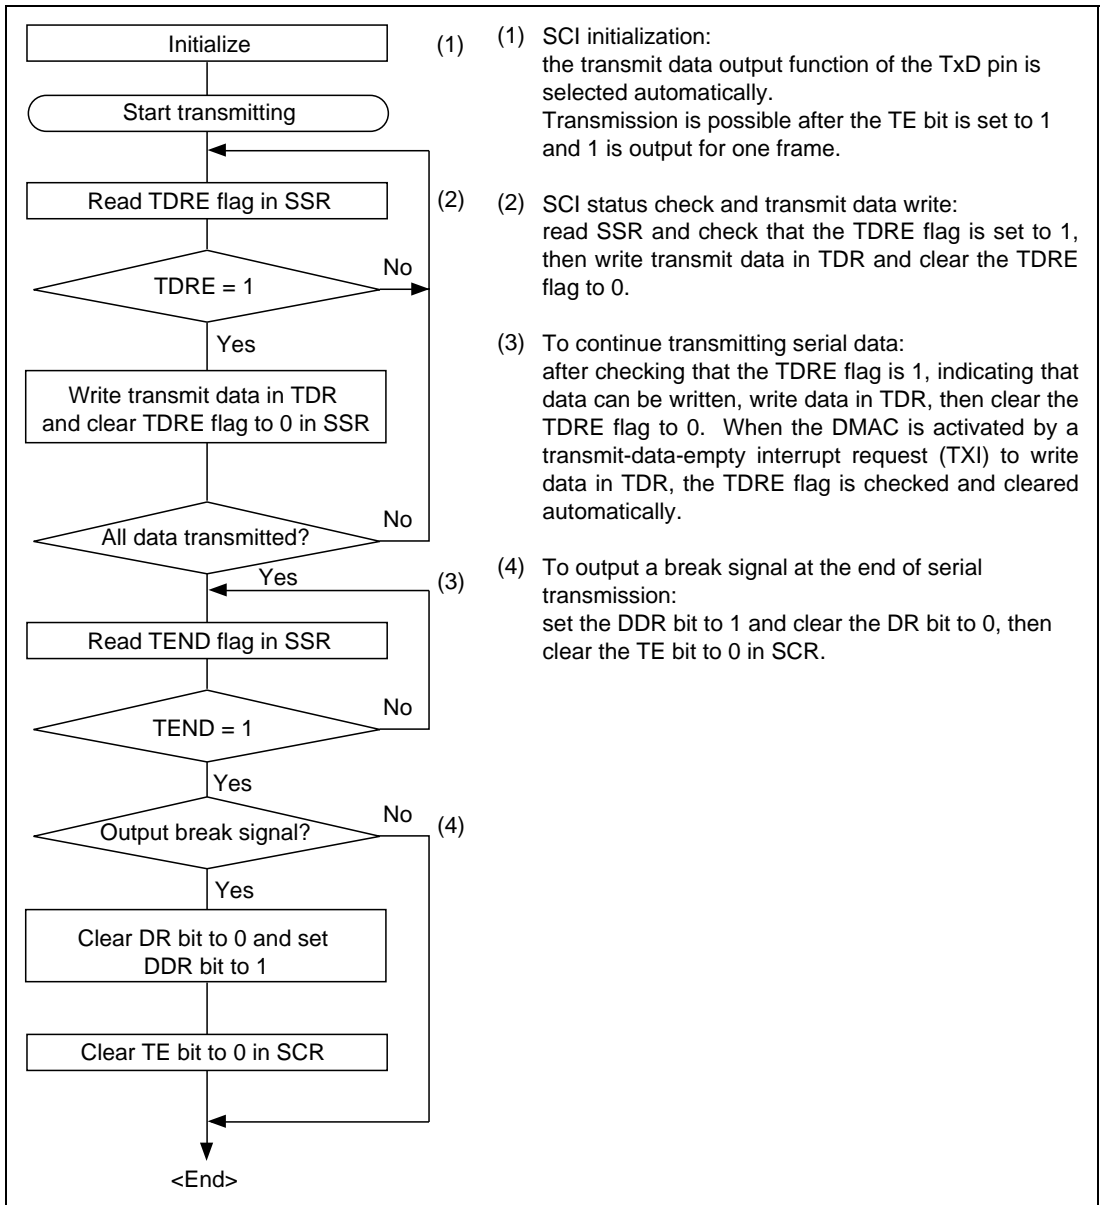 Initialize
(1)
Start transmitting
Read TDRE flag in SSR
(2)
TDRE = 1
No
Yes
Write transmit data in TDR
and clear TDRE flag to 0 in SSR
All data transmitted?
No
Yes
(3)
Read TEND flag in SSR
TEND = 1
No
Yes
Output break signal?
No
(4)
Yes
Clear DR bit to 0 and set
DDR bit to 1
Clear TE bit to 0 in SCR
<End>
(1) SCI initialization:
the transmit data output function of the TxD pin is
selected automatically.
Transmission is possible after the TE bit is set to 1
and 1 is output for one frame.
(2) SCI status check and transmit data write:
read SSR and check that the TDRE flag is set to 1,
then write transmit data in TDR and clear the TDRE
flag to 0.
(3) To continue transmitting serial data:
after checking that the TDRE flag is 1, indicating that
data can be written, write data in TDR, then clear the
TDRE flag to 0. When the DMAC is activated by a
transmit-data-empty interrupt request (TXI) to write
data in TDR, the TDRE flag is checked and cleared
automatically.
(4) To output a break signal at the end of serial
transmission:
set the DDR bit to 1 and clear the DR bit to 0, then
clear the TE bit to 0 in SCR.